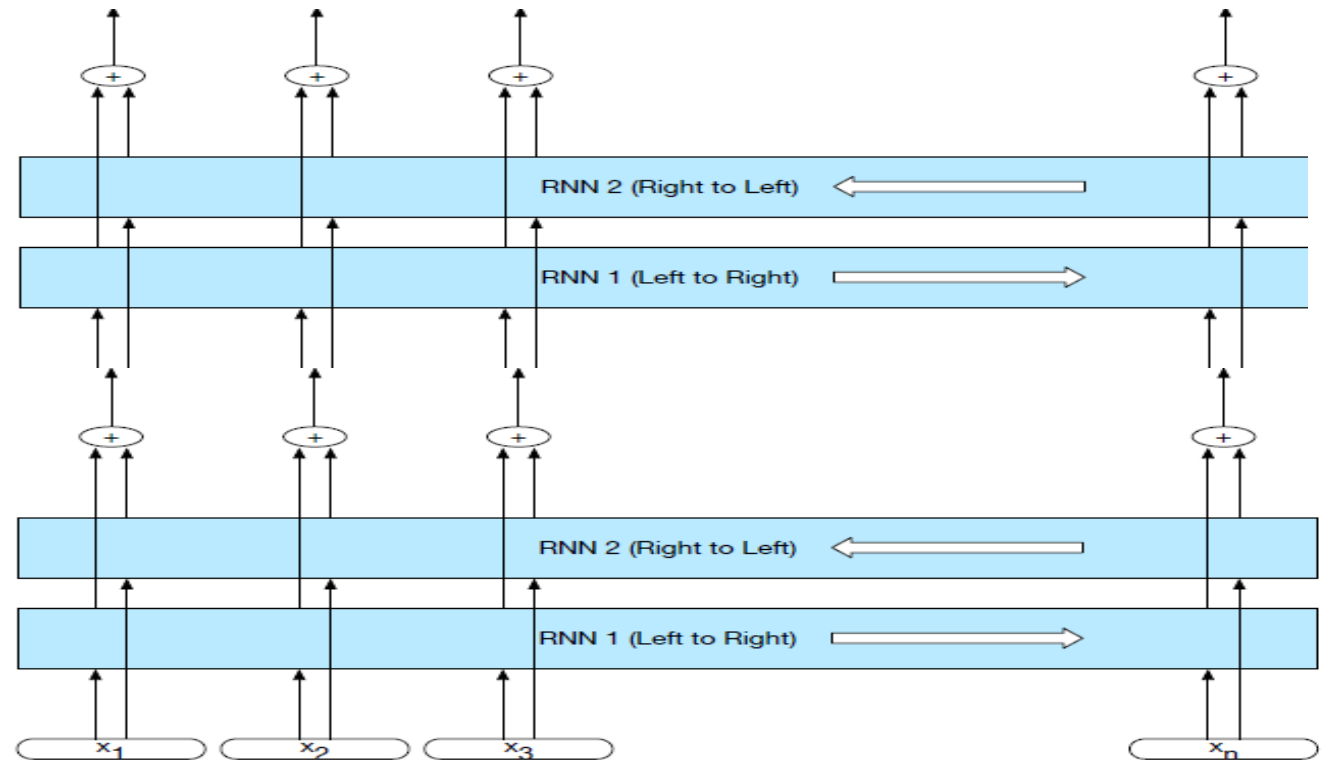 + + + +
RNN 2 (Right to Left)
RNN 1 (Left to Right)
+ + + +
RNN 2 (Right to Left)
RNN 1 (Left to Right)
x1 x2 x3 xn